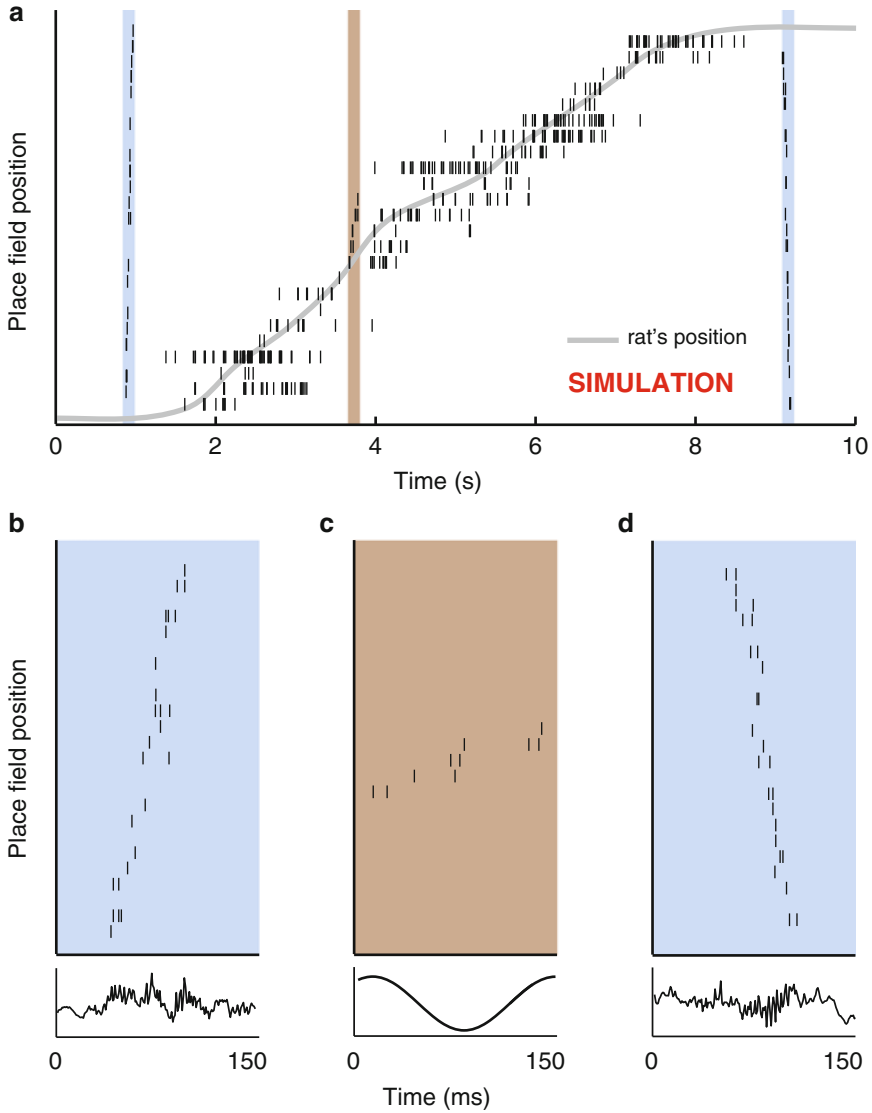 a
Place field position
rat's position
SIMULATION
0 2 4 6 8 10
Time (s)
b c d
Place field position
0 150 0 150 0 150
Time (ms)